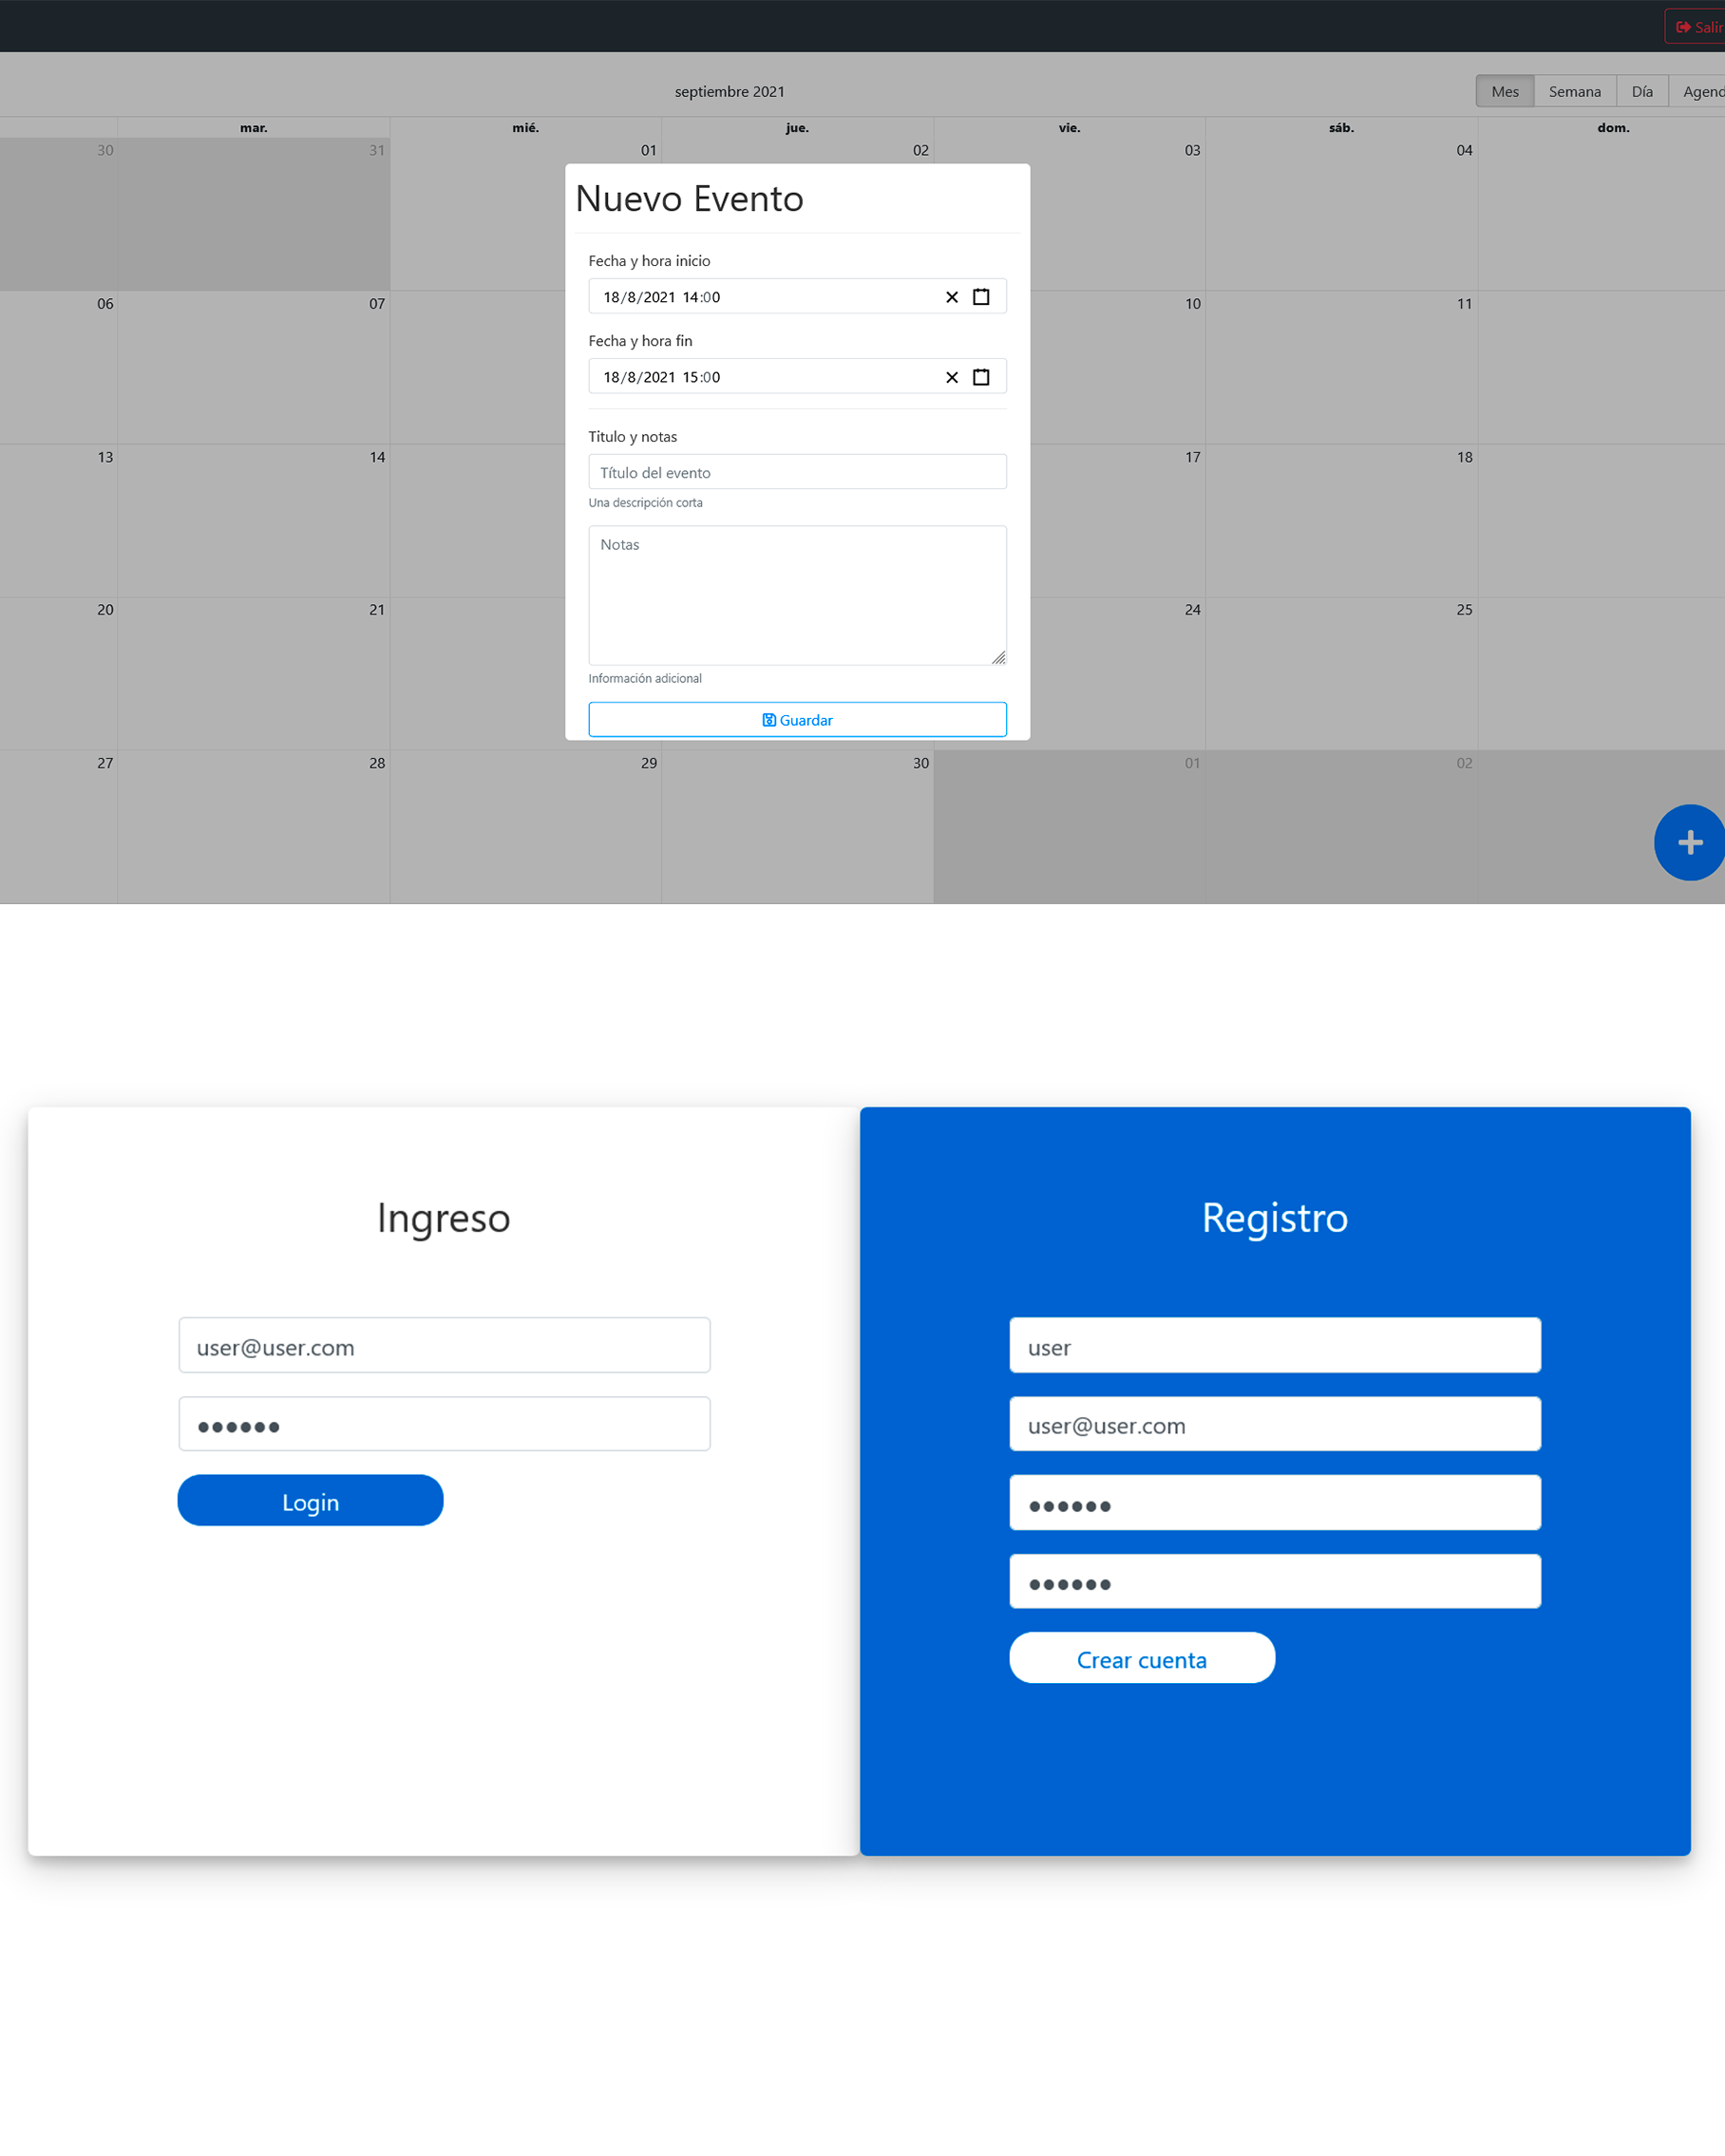 Salir
septiembre 2021
Mes Semana Día Agend
mar. mié. jue. vie. sáb. dom.
30 31 01 02 03 04
Nuevo Evento
Fecha y hora inicio
18/8/2021 14:00
06 07 10 11
Fecha y hora fin
18/8/2021 15:00
Titulo y notas
13 14 17 18
Título del evento
Una descripción corta
Notas
20 21 24 25
Información adicional
Guardar
27 28 29 30 01 02
Ingreso
user@user.com
••••••
Login
Registro
user
user@user.com
••••••
••••••
Crear cuenta